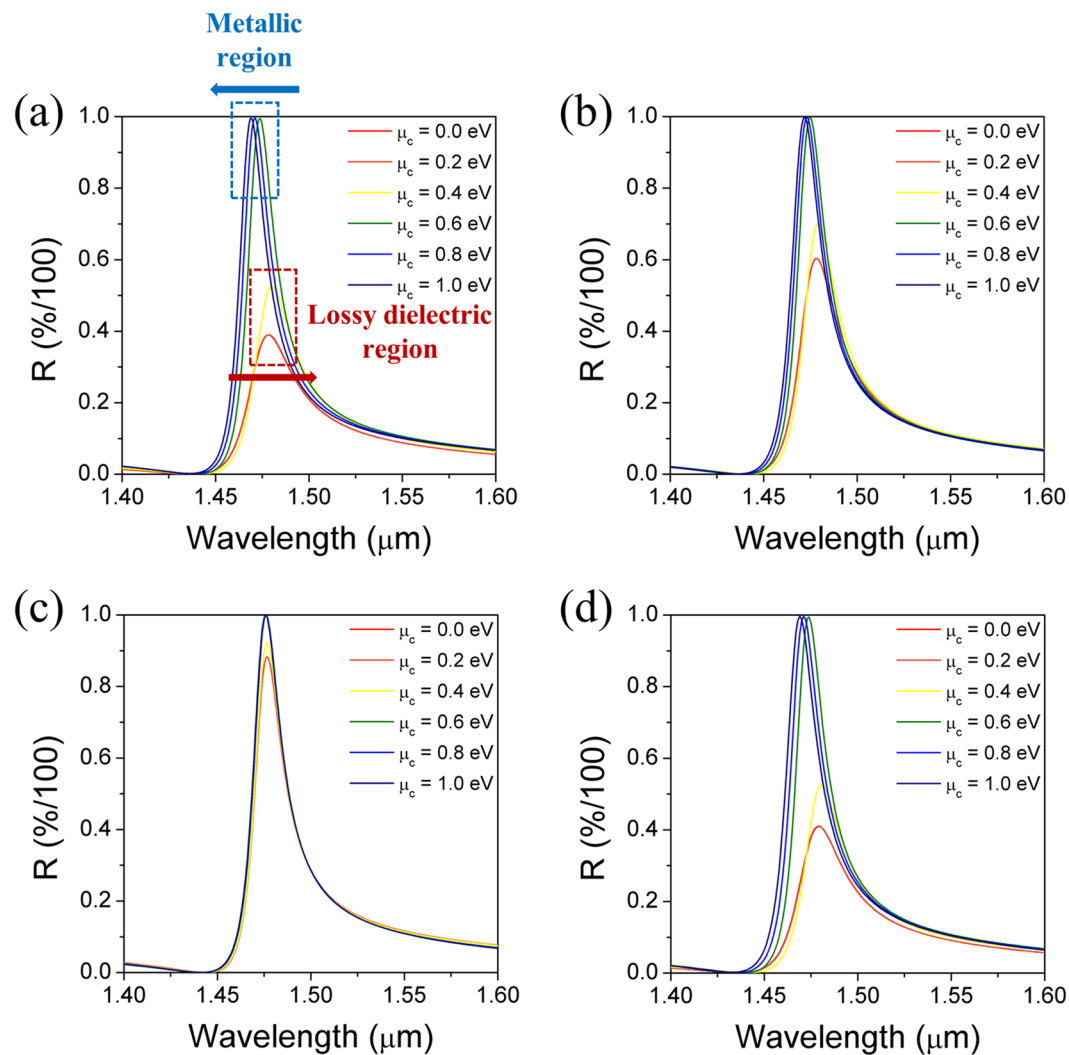 Metallic
region
(a)
1.0
0.8
0.6
0.4
0.2
0.0
R (%/100)
μc = 0.0 eV
μc = 0.2 eV
μc = 0.4 eV
μc = 0.6 eV
μc = 0.8 eV
μc = 1.0 eV
Lossy dielectric
region
1.40 1.45 1.50 1.55 1.60
Wavelength (μm)
(b)
1.0
0.8
0.6
0.4
0.2
0.0
R (%/100)
μc = 0.0 eV
μc = 0.2 eV
μc = 0.4 eV
μc = 0.6 eV
μc = 0.8 eV
μc = 1.0 eV
1.40 1.45 1.50 1.55 1.60
Wavelength (μm)
(c)
1.0
0.8
0.6
0.4
0.2
0.0
R (%/100)
μc = 0.0 eV
μc = 0.2 eV
μc = 0.4 eV
μc = 0.6 eV
μc = 0.8 eV
μc = 1.0 eV
1.40 1.45 1.50 1.55 1.60
Wavelength (μm)
(d)
1.0
0.8
0.6
0.4
0.2
0.0
R (%/100)
μc = 0.0 eV
μc = 0.2 eV
μc = 0.4 eV
μc = 0.6 eV
μc = 0.8 eV
μc = 1.0 eV
1.40 1.45 1.50 1.55 1.60
Wavelength (μm)